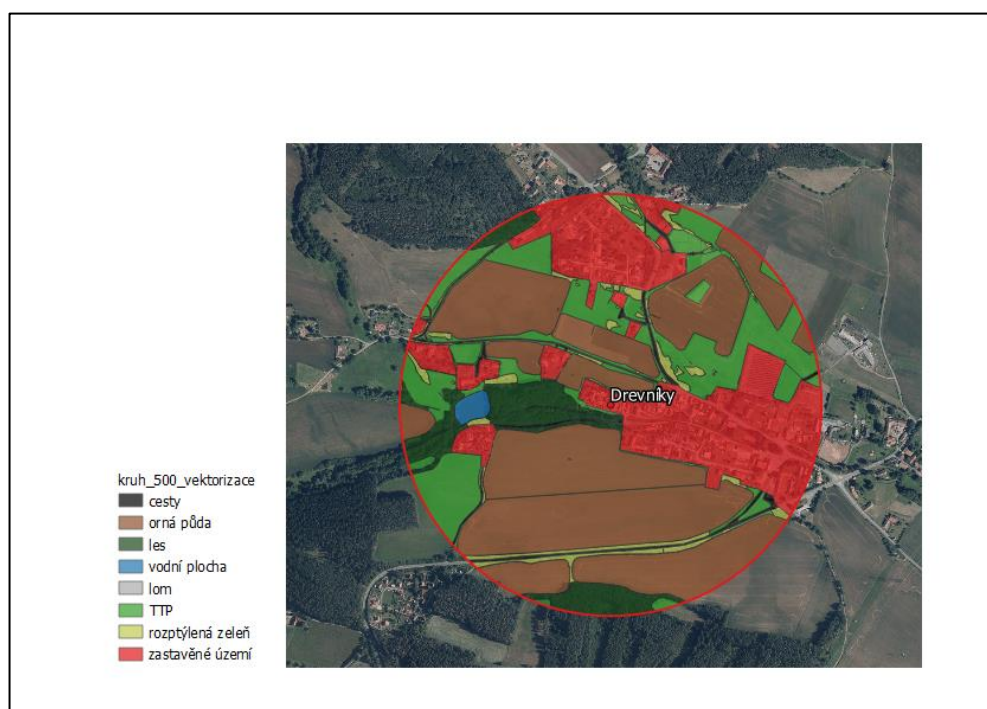 Drevníky
kruh_500_vektorizace
cesty
orná půda
les
vodní plocha
lom
TTP
rozptýlená zeleň
zastavěné území